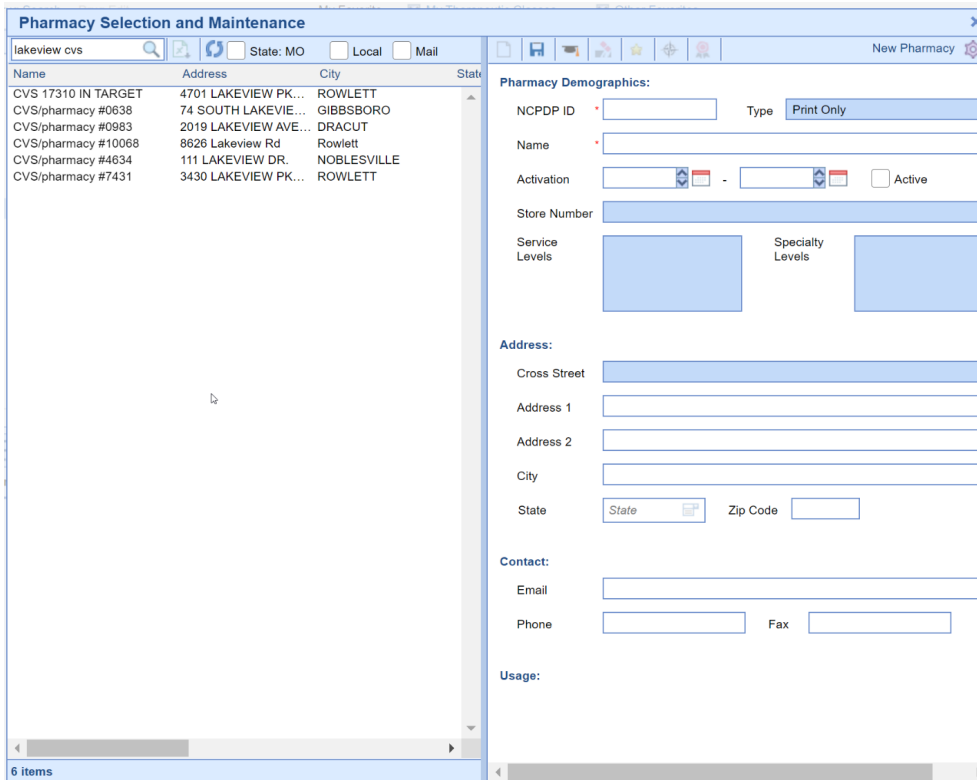 Pharmacy Selection and Maintenance
lakeview cvs
State: MO
Local
Mail
New Pharmacy
Name Address City State
CVS 17310 IN TARGET 4701 LAKEVIEW PK... ROWLETT
CVS/pharmacy #0638 74 SOUTH LAKEVIE... GIBBSBORO
CVS/pharmacy #0983 2019 LAKEVIEW AVE... DRACUT
CVS/pharmacy #10068 8626 Lakeview Rd Rowlett
CVS/pharmacy #4634 111 LAKEVIEW DR. NOBLESVILLE
CVS/pharmacy #7431 3430 LAKEVIEW PK... ROWLETT
6 items
Pharmacy Demographics:
NCPDP ID * Type Print Only
Name *
Activation - Active
Store Number
Service Levels
Specialty Levels
Address:
Cross Street
Address 1
Address 2
City
State State Zip Code
Contact:
Email
Phone Fax
Usage: